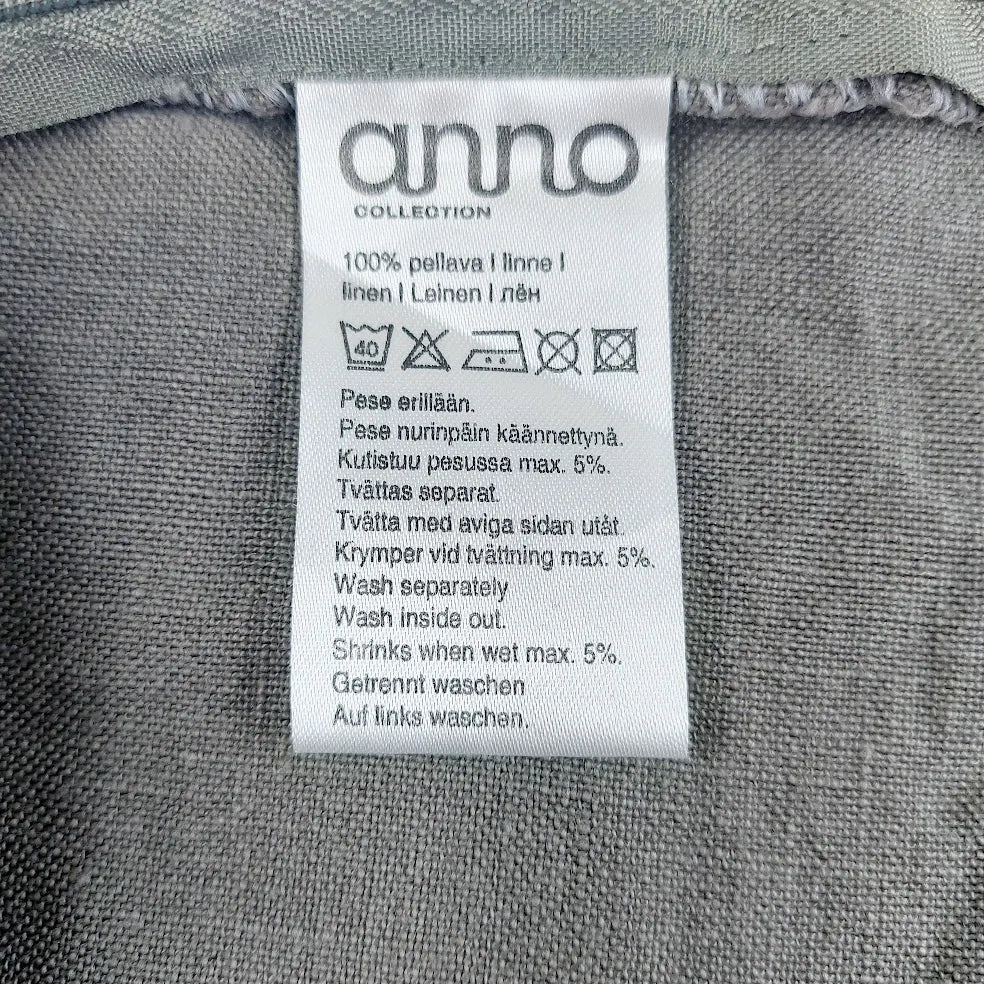 anno
COLLECTION
100% pellava | linne |
linen | Leinen | лён
40
Pese erillään.
Pese nurinpäin käännettynä.
Kutistuu pesussa max. 5%.
Tvättas separat.
Tvätta med aviga sidan utåt.
Krymper vid tvättning max. 5%.
Wash separately
Wash inside out.
Shrinks when wet max. 5%.
Getrennt waschen
Auf links waschen.